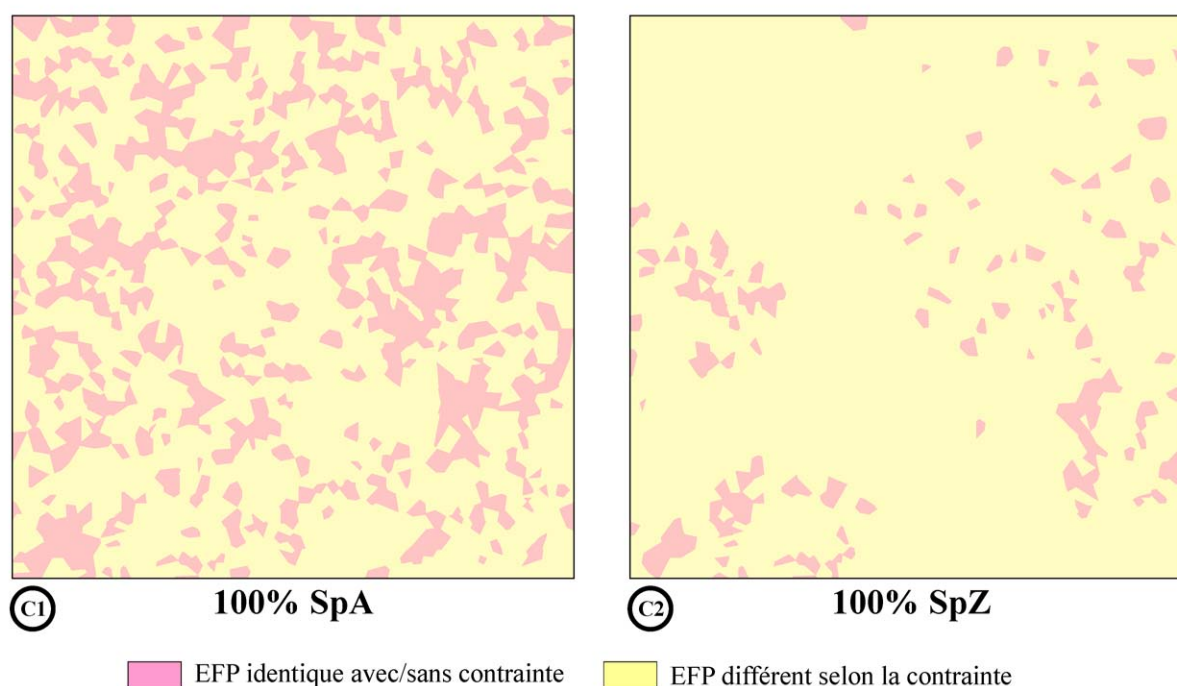 C1 100% SpA
C2 100% SpZ
EFP identique avec/sans contrainte
EFP différent selon la contrainte